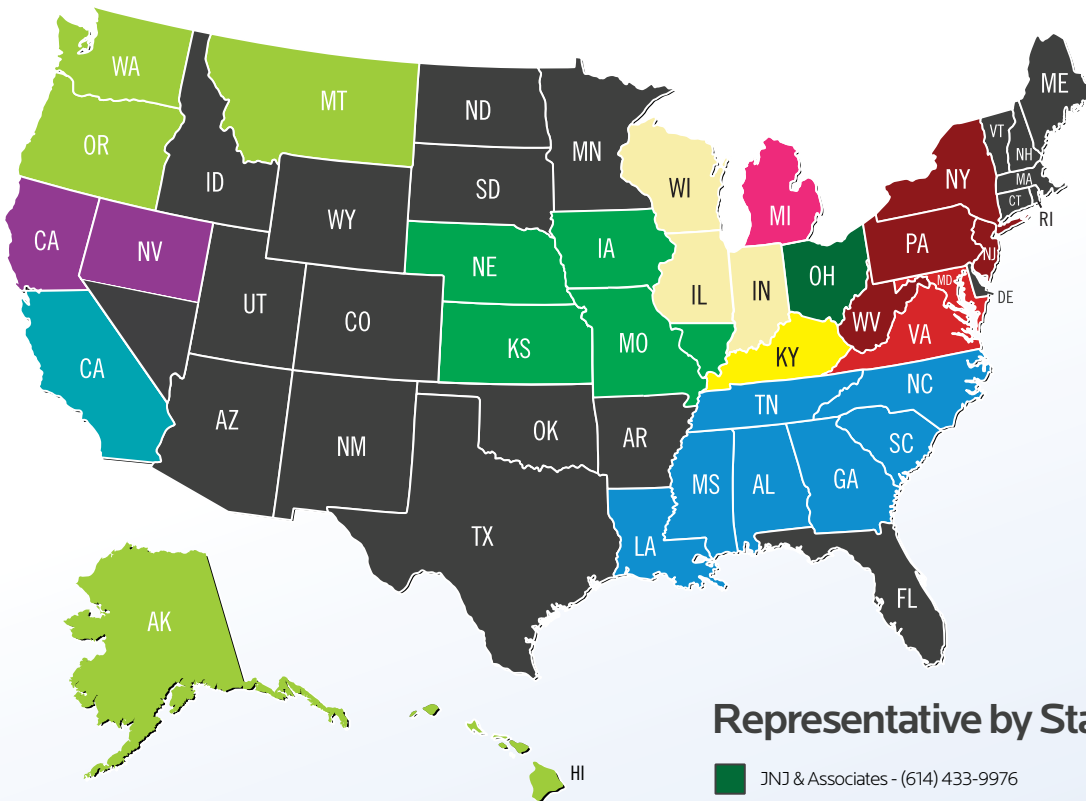 WA
MT
ND
MN
ME
VT
NH
OR
ID
SD
WI
NY
MA
CT
RI
WY
MI
CA
NV
NE
IA
PA
NJ
OH
MD
DE
UT
CO
IL
IN
WV
VA
KS
MO
KY
CA
NC
TN
AZ
NM
OK
AR
SC
MS
AL
GA
TX
LA
FL
AK
HI
Representative by Sta
JNJ & Associates - (614) 433-9976